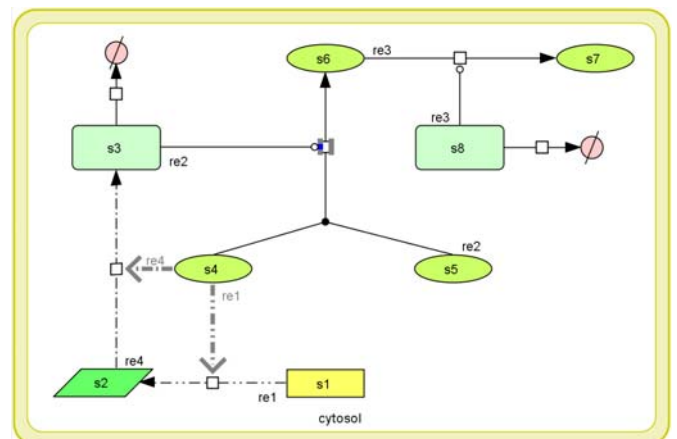 s6
re3
s7
s3
re2
re3
s8
re2
s4
re4
s5
re1
re4
s2
s1
re1
cytosol